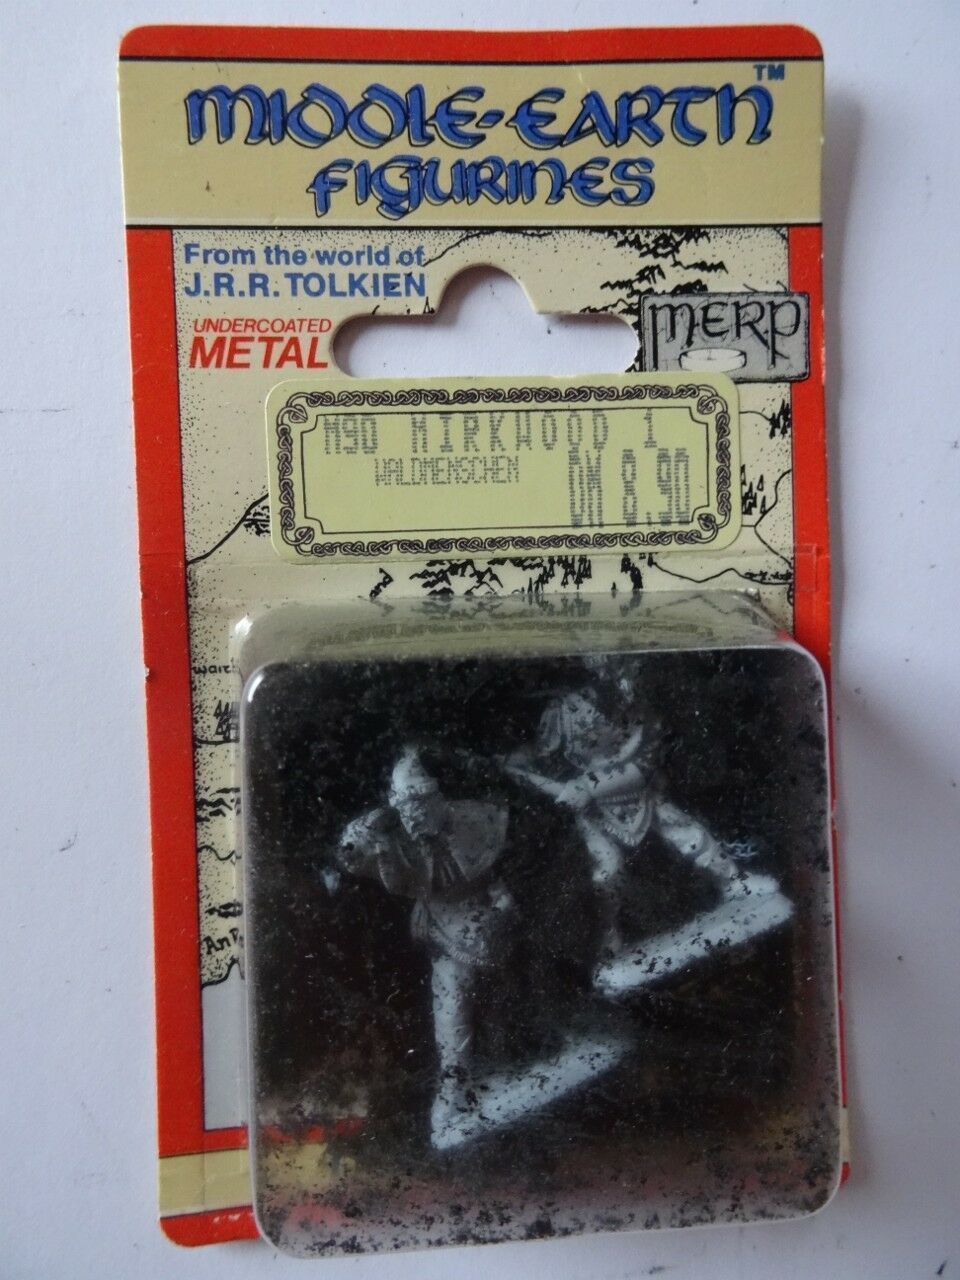 MIDDLE-EARTH™
FIGURINES
From the world of
J.R.R. TOLKIEN
UNDERCOATED
METAL
MERP
M90 MIRKWOOD 1
WALDMENSCHEN
DM 8.90